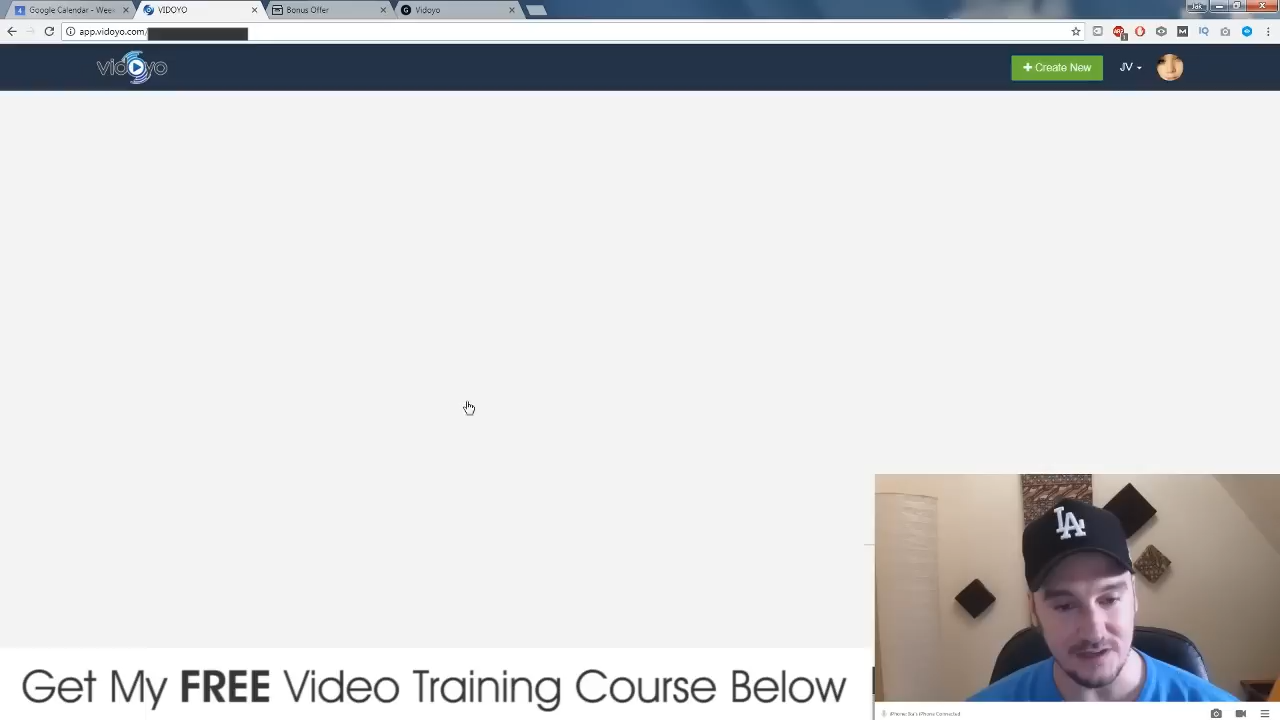 Google Calendar - Wee
VIDOYO
Bonus Offer
Vidoyo
Jak
app.vidoyo.com/
vidoyo
+ Create New
JV
LA
Get My FREE Video Training Course Below